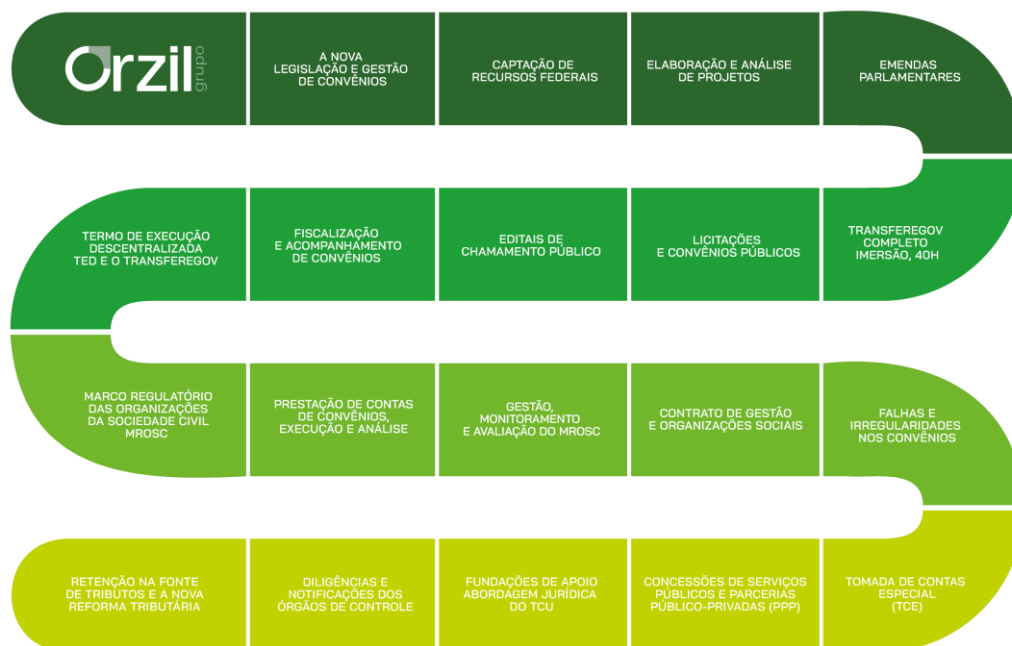 Orzil grupo
A NOVA
LEGISLAÇÃO E GESTÃO
DE CONVÊNIOS
CAPTAÇÃO DE
RECURSOS FEDERAIS
ELABORAÇÃO E ANÁLISE
DE PROJETOS
EMENDAS
PARLAMENTARES
TERMO DE EXECUÇÃO
DESCENTRALIZADA
TED E O TRANSFEREGOV
FISCALIZAÇÃO
E ACOMPANHAMENTO
DE CONVÊNIOS
EDITAIS DE
CHAMAMENTO PÚBLICO
LICITAÇÕES
E CONVÊNIOS PÚBLICOS
TRANSFEREGOV
COMPLETO
IMERSÃO, 40H
MARCO REGULATÓRIO
DAS ORGANIZAÇÕES
DA SOCIEDADE CIVIL
MROSC
PRESTAÇÃO DE CONTAS
DE CONVÊNIOS,
EXECUÇÃO E ANÁLISE
GESTÃO,
MONITORAMENTO
E AVALIAÇÃO DO MROSC
CONTRATO DE GESTÃO
E ORGANIZAÇÕES SOCIAIS
FALHAS E
IRREGULARIDADES
NOS CONVÊNIOS
RETENÇÃO NA FONTE
DE TRIBUTOS E A NOVA
REFORMA TRIBUTÁRIA
DILIGÊNCIAS E
NOTIFICAÇÕES DOS
ÓRGÃOS DE CONTROLE
FUNDAÇÕES DE APOIO
ABORDAGEM JURÍDICA
DO TCU
CONCESSÕES DE SERVIÇOS
PÚBLICOS E PARCERIAS
PÚBLICO-PRIVADAS (PPP)
TOMADA DE CONTAS
ESPECIAL
(TCE)